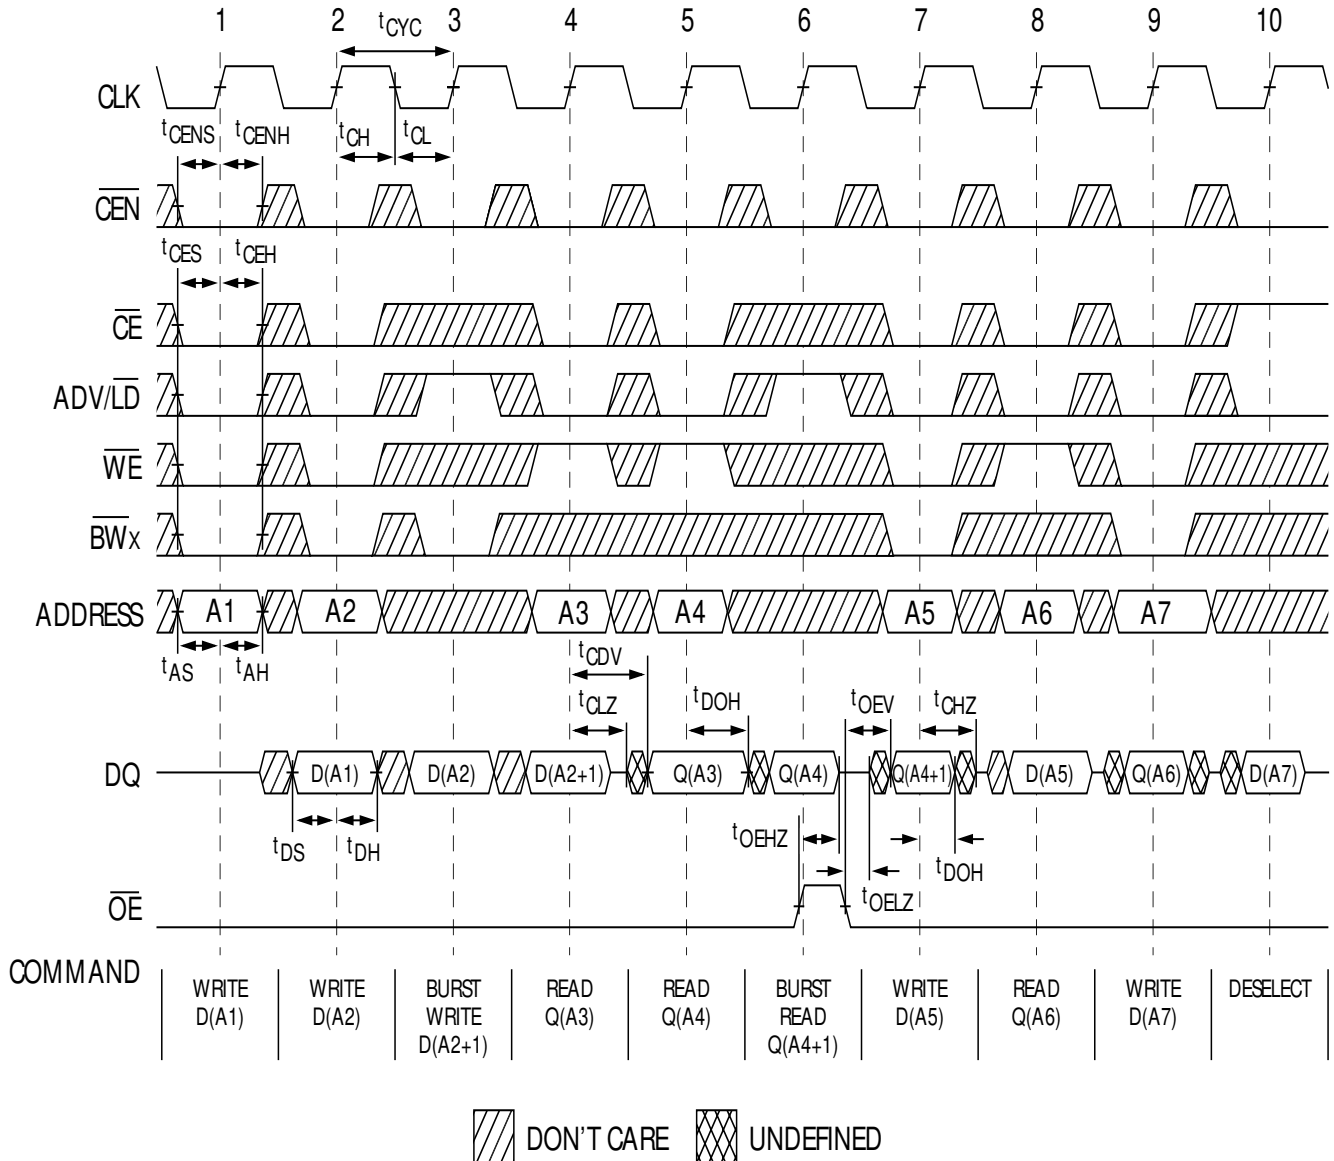 1 2 3 4 5 6 7 8 9 10
tCYC
CLK
tCENS tCENH tCH tCL
CEN
tCES tCEH
CE
ADV/LD
WE
BWx
ADDRESS A1 A2 A3 A4 A5 A6 A7
tAS tAH tCDV
tCLZ tDOH tOEV tCHZ
DQ D(A1) D(A2) D(A2+1) Q(A3) Q(A4) Q(A4+1) D(A5) Q(A6) D(A7)
tDS tDH tOEHZ tDOH
tOELZ
OE
COMMAND
WRITE WRITE BURST READ READ BURST WRITE READ WRITE DESELECT
D(A1) D(A2) WRITE Q(A3) Q(A4) READ D(A5) Q(A6) D(A7)
D(A2+1) Q(A4+1)
DON'T CARE UNDEFINED